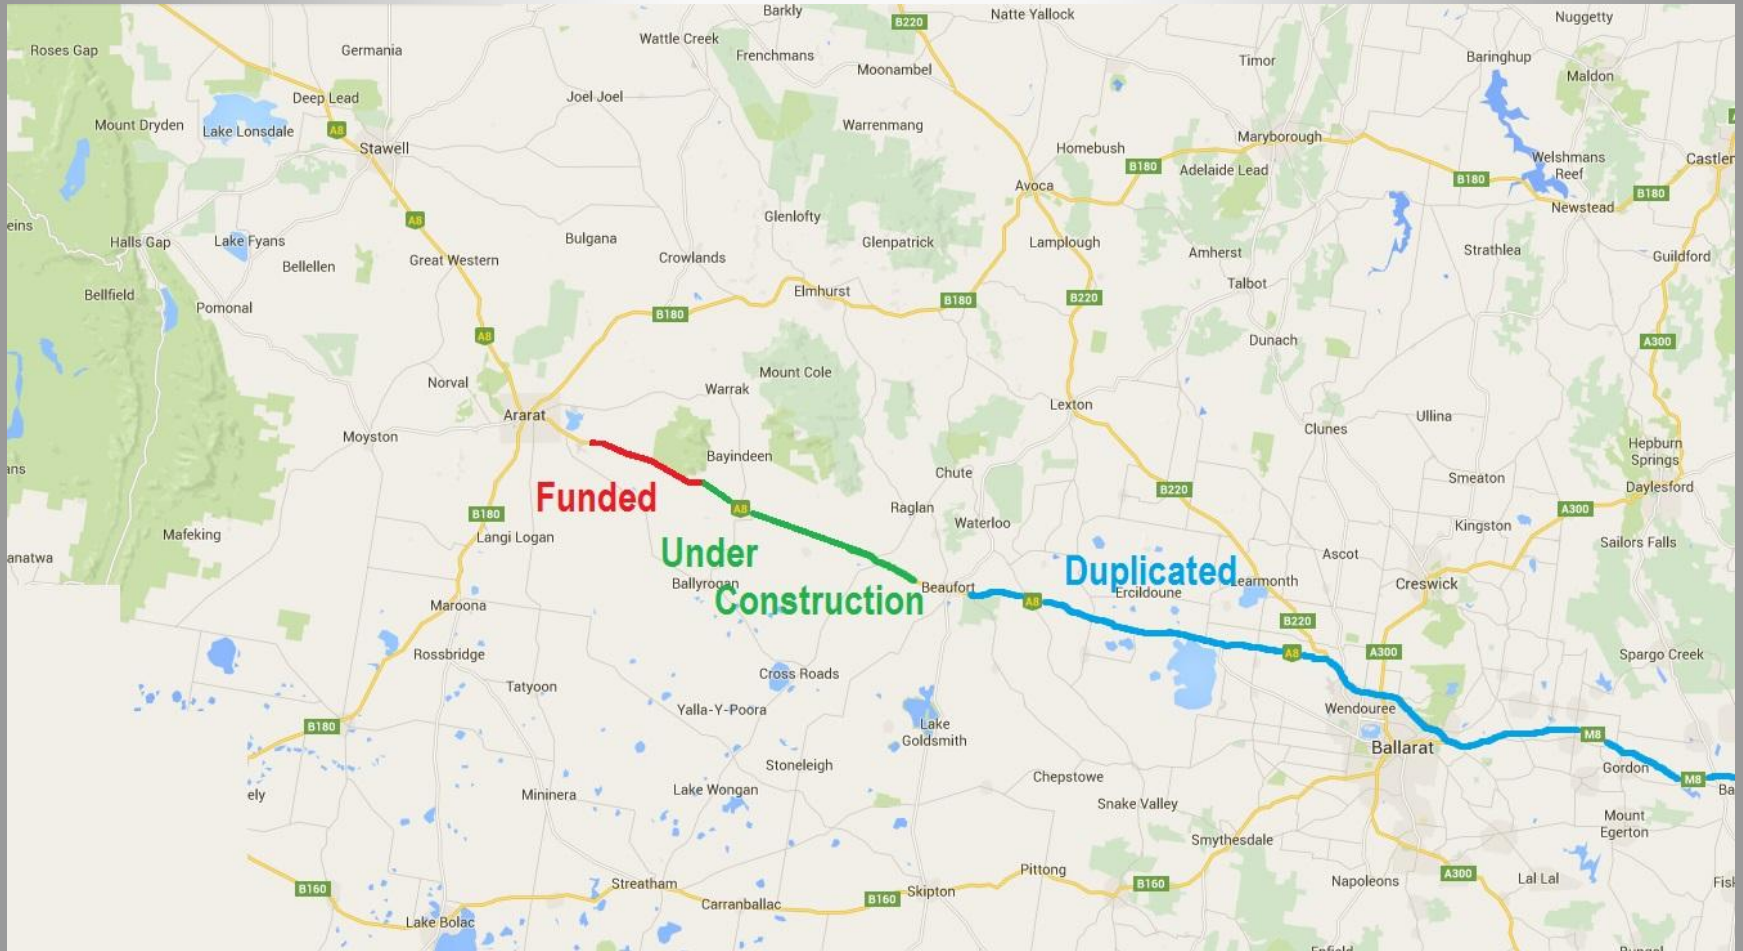 Barkly
B220
Natte Yallock
Nuggetty
Roses Gap
Germania
Wattle Creek
Frenchmans
Moonambel
Timor
Baringhup
Maldon
Deep Lead
Joel Joel
Mount Dryden
Lake Lonsdale
A8
Stawell
Warrenmang
Homebush
Maryborough
B180
Adelaide Lead
Welshmans
Reef
Castlem
B180
B180
Avoca
Newstead
eins
A8
Glenlofty
Halls Gap
Lake Fyans
Bulgana
Glenpatrick
Lamplough
Amherst
Strathlea
Guildford
Bellellen
Great Western
Crowlands
Talbot
Bellfield
Pomonal
Elmhurst
B180
B180
B220
A8
Dunach
A300
Norval
Warrak
Mount Cole
Ararat
Lexton
Ullina
Moyston
Clunes
Bayindeen
Hepburn
Springs
ans
Chute
Smeaton
Daylesford
Funded
A8
Raglan
B220
A300
B180
Langi Logan
Waterloo
Kingston
Mafeking
Sailors Falls
anatwa
Under
Construction
Ballyrogan
Beaufort
Duplicated
Learmonth
Ascot
Creswick
A8
Ercildoune
Maroona
B220
Rossbridge
A8
A300
Spargo Creek
Cross Roads
Tatyoon
Yalla-Y-Poora
Wendouree
B180
Lake
Goldsmith
Ballarat
M8
Stoneleigh
Gordon
Chepstowe
M8
Ba
ely
Mininera
Lake Wongan
Snake Valley
Mount
Egerton
Smythesdale
Pittong
B160
Streatham
Skipton
B160
B160
Napoleons
A300
Lal Lal
Fisk
Carranballac
Lake Bolac